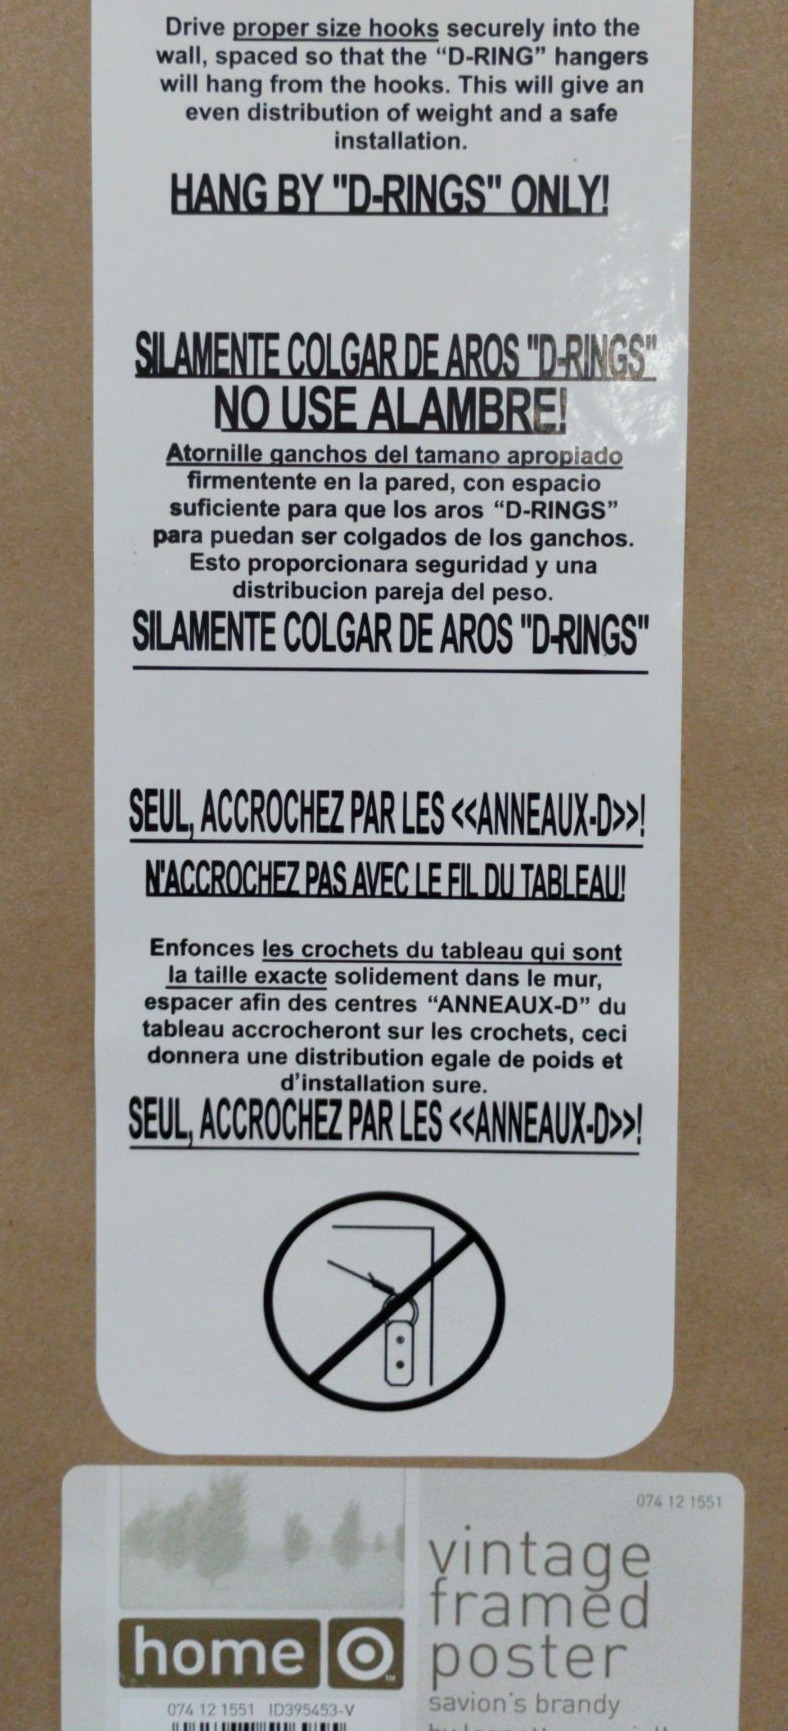 Drive proper size hooks securely into the
wall, spaced so that the “D-RING” hangers
will hang from the hooks. This will give an
even distribution of weight and a safe
installation.
HANG BY "D-RINGS" ONLY!
SILAMENTE COLGAR DE AROS "D-RINGS"
NO USE ALAMBRE!
Atornille ganchos del tamano apropiado
firmentente en la pared, con espacio
suficiente para que los aros “D-RINGS”
para puedan ser colgados de los ganchos.
Esto proporcionara seguridad y una
distribucion pareja del peso.
SILAMENTE COLGAR DE AROS "D-RINGS"
SEUL, ACCROCHEZ PAR LES <<ANNEAUX-D>>!
N'ACCROCHEZ PAS AVEC LE FIL DU TABLEAU!
Enfonces les crochets du tableau qui sont
la taille exacte solidement dans le mur,
espacer afin des centres “ANNEAUX-D” du
tableau accrocheront sur les crochets, ceci
donnera une distribution egale de poids et
d’installation sure.
SEUL, ACCROCHEZ PAR LES <<ANNEAUX-D>>!
074 12 1551
vintage
framed
poster
savion's brandy
home
TM
074 12 1551 ID395453-V